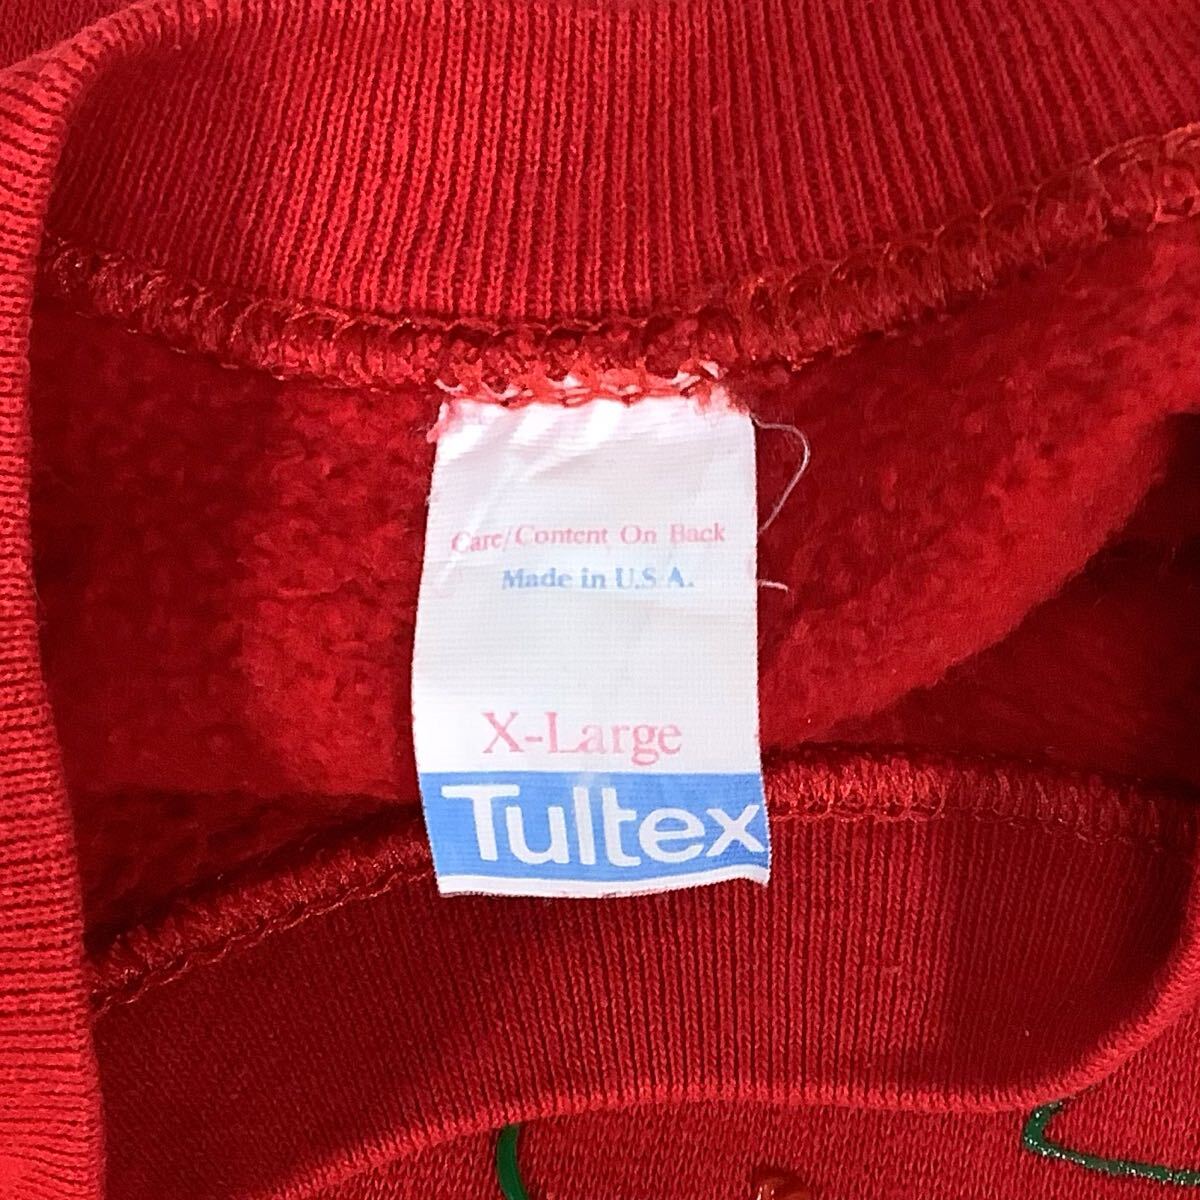 Care/Content On Back
Made in U.S.A.
X-Large
Tultex